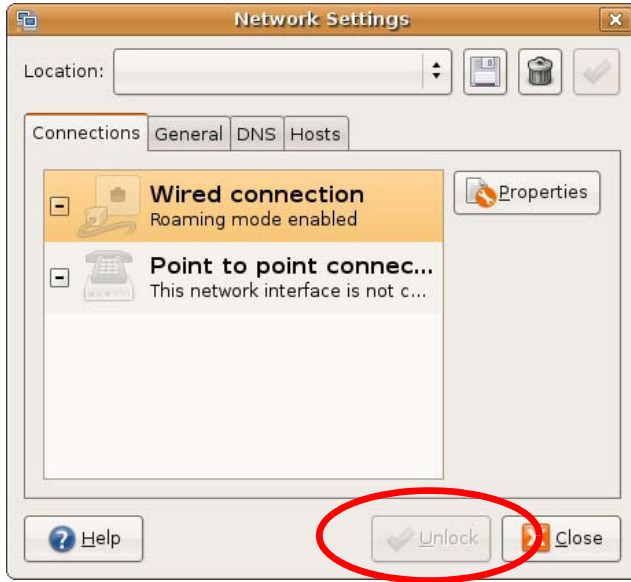 Network Settings
Location:
Connections General DNS Hosts
Wired connection
Roaming mode enabled
Properties
Point to point connec...
This network interface is not c...
Help Unlock Close